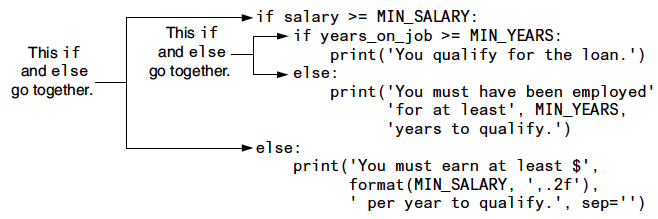 This if
and else
go together.
This if
and else
go together.
if salary >= MIN_SALARY:
if years_on_job >= MIN_YEARS:
print('You qualify for the loan.')
else:
print('You must have been employed'
'for at least', MIN_YEARS,
'years to qualify.')
else:
print('You must earn at least $',
format(MIN_SALARY, ',.2f'),
' per year to qualify.', sep='')